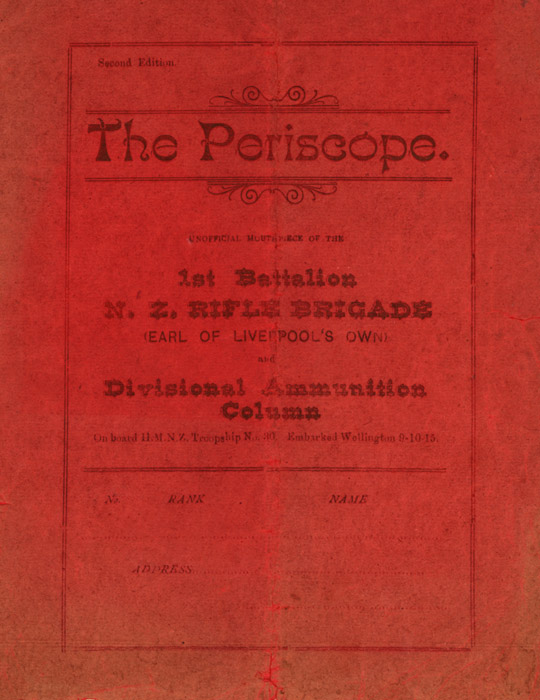 Second Edition.
The Periscope.
UNOFFICIAL MOUTHPIECE OF THE
1st Battalion
N. Z. RIFLE BRIGADE
(EARL OF LIVERPOOL'S OWN)
and
Divisional Ammunition
Column
On board H.M.N.Z. Troopship No. 30. Embarked Wellington 9-10-15.
No. RANK NAME
ADDRESS